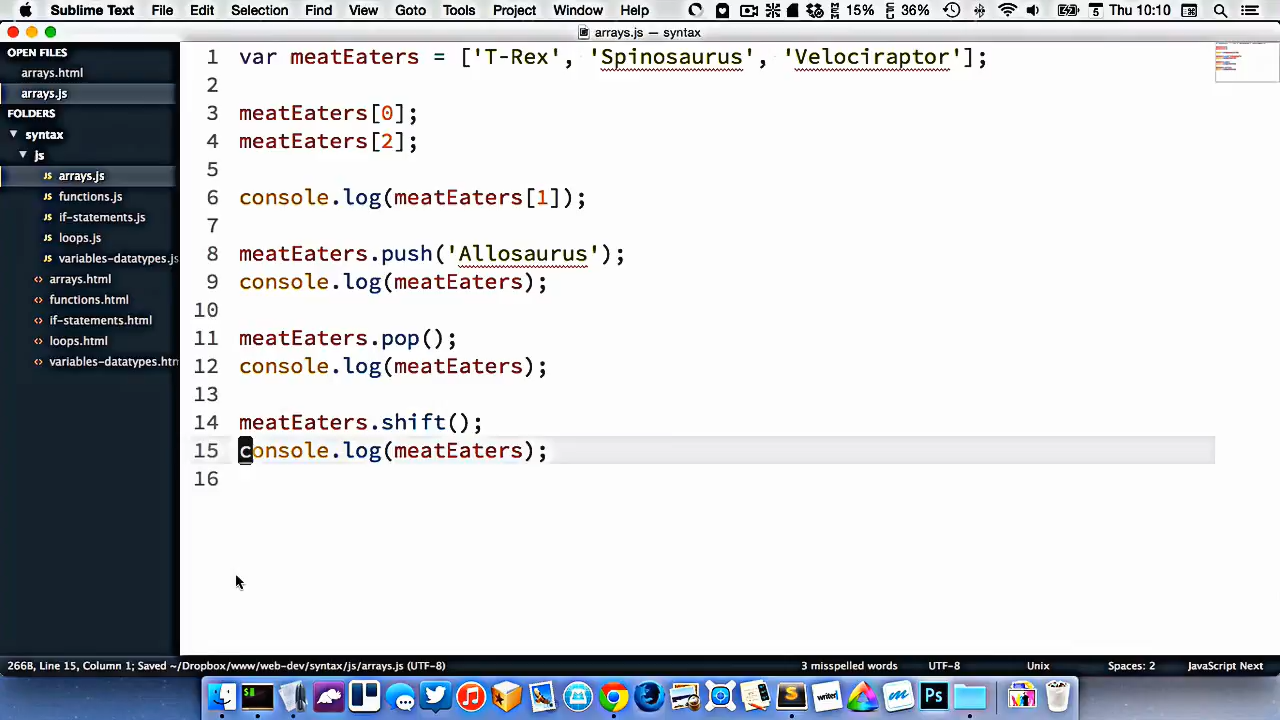 Sublime Text File Edit Selection Find View Goto Tools Project Window Help 15% 36% Thu 10:10
arrays.js — syntax
OPEN FILES
arrays.html
arrays.js
FOLDERS
syntax
js
arrays.js
functions.js
if-statements.js
loops.js
variables-datatypes.js
arrays.html
functions.html
if-statements.html
loops.html
variables-datatypes.htm
1 var meatEaters = ['T-Rex', 'Spinosaurus', 'Velociraptor'];
2
3 meatEaters[0];
4 meatEaters[2];
5
6 console.log(meatEaters[1]);
7
8 meatEaters.push('Allosaurus');
9 console.log(meatEaters);
10
11 meatEaters.pop();
12 console.log(meatEaters);
13
14 meatEaters.shift();
15 console.log(meatEaters);
16
266B, Line 15, Column 1; Saved ~/Dropbox/www/web-dev/syntax/js/arrays.js (UTF-8) 3 misspelled words UTF-8 Unix Spaces: 2 JavaScript Next
writer
Ps